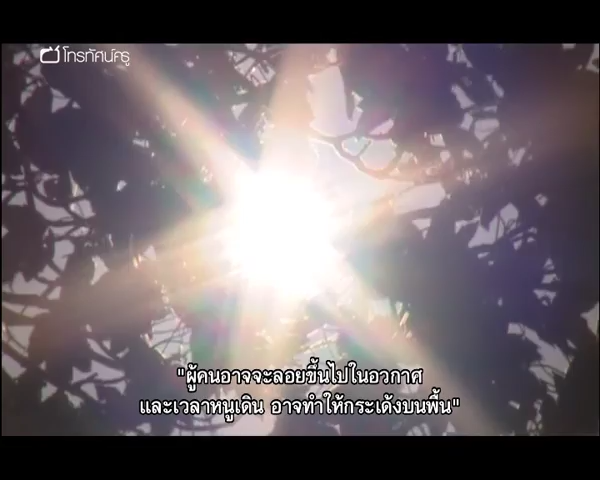 โทรทัศน์ครู
"ผู้คนอาจจะลอยขึ้นไปในอวกาศ
และเวลาหนูเดิน อาจทำให้กระเด้งบนพื้น"